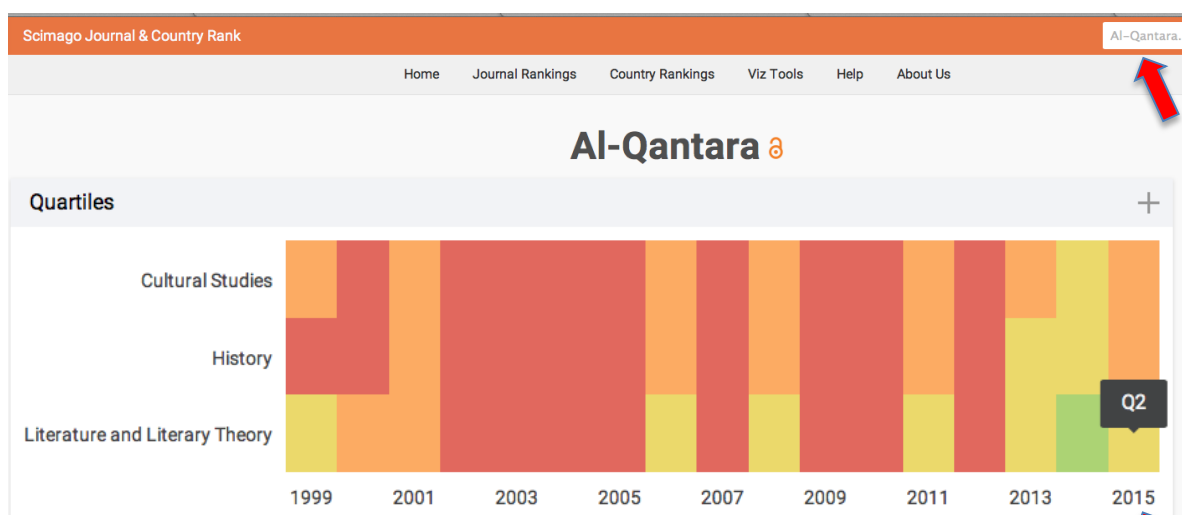 Scimago Journal & Country Rank
Al-Qantara.
Home Journal Rankings Country Rankings Viz Tools Help About Us
Al-Qantara
Quartiles
Cultural Studies
History
Q2
Literature and Literary Theory
1999 2001 2003 2005 2007 2009 2011 2013 2015